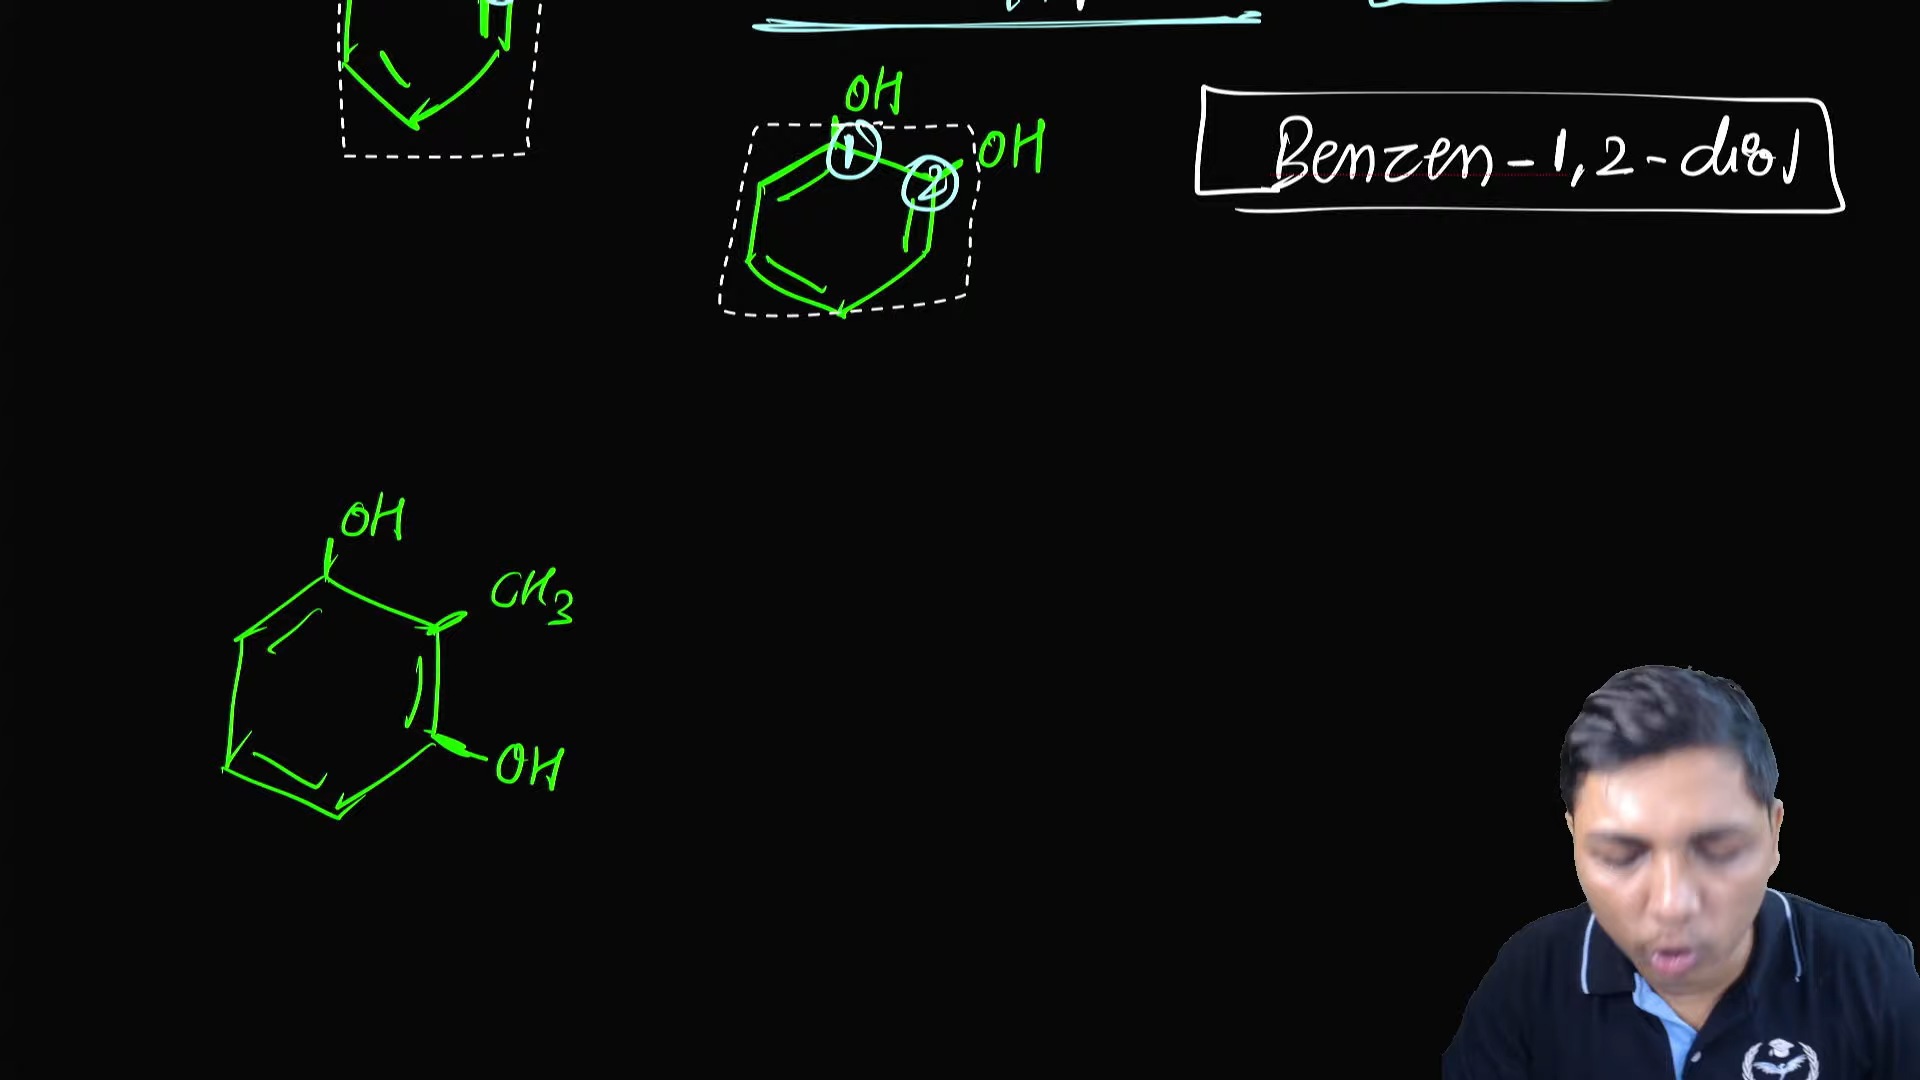 OH
① OH
②
Benzen-1,2-diol
OH
CH3
OH